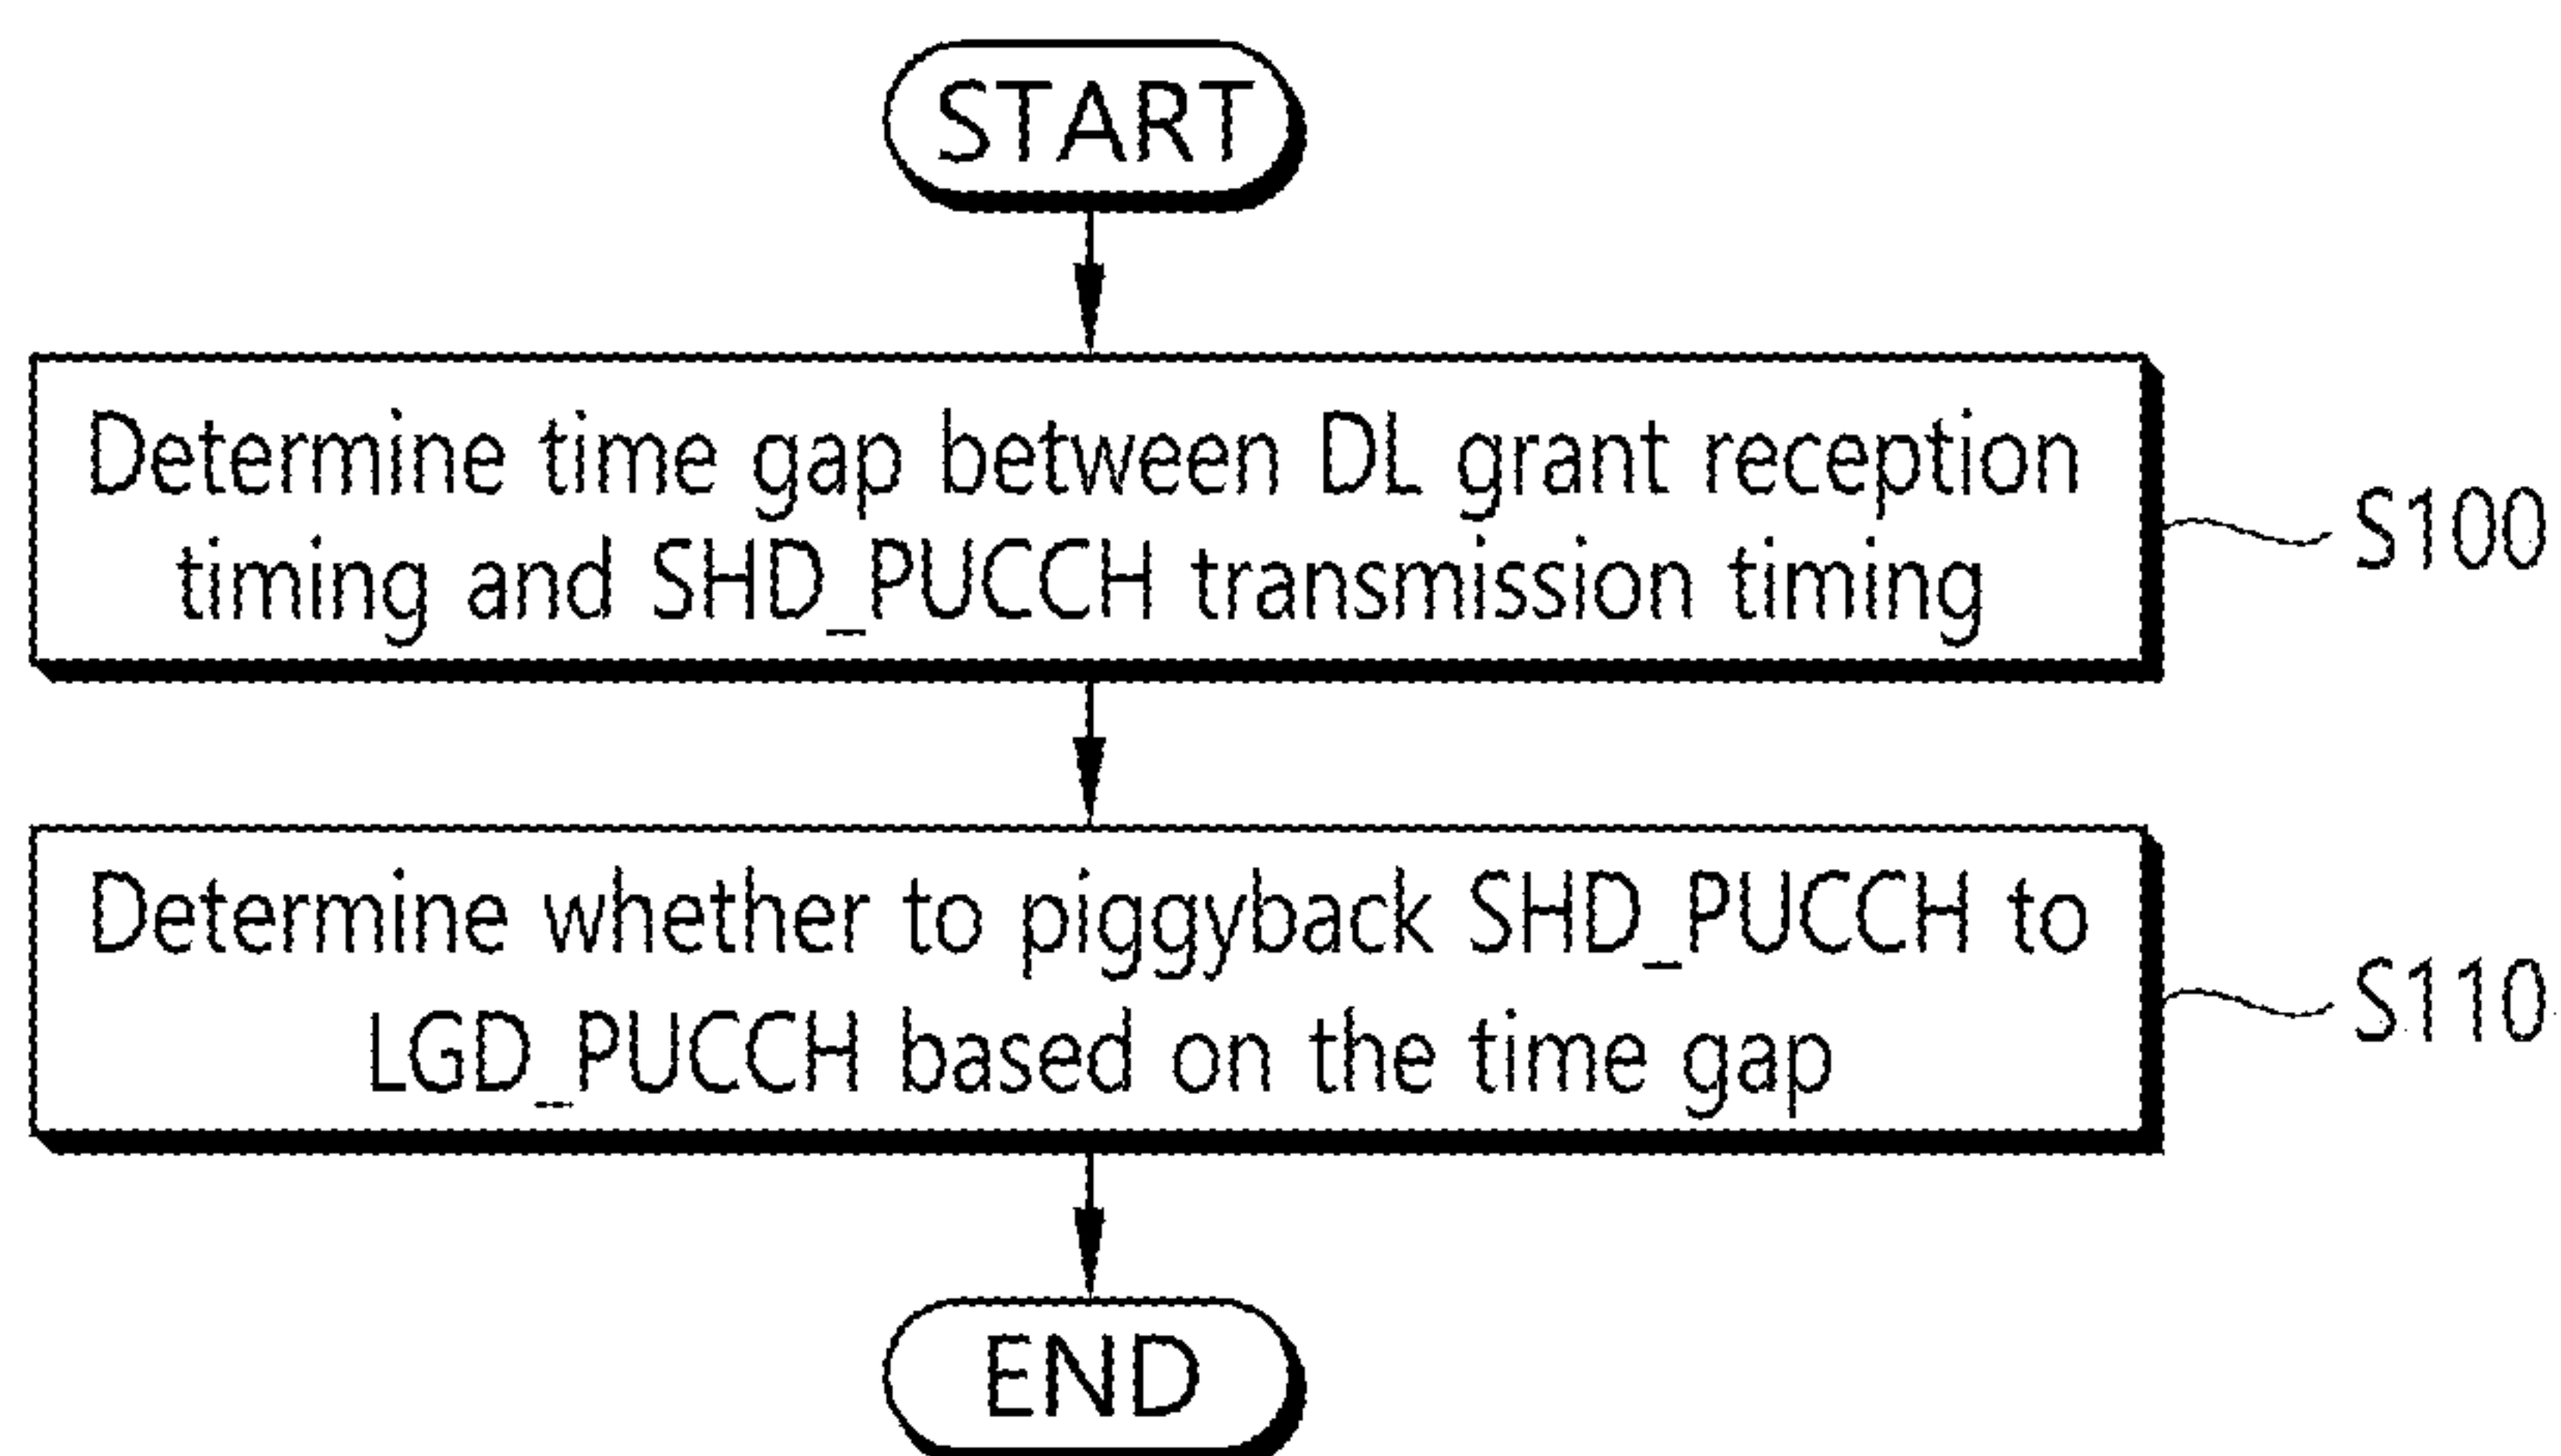 START
Determine time gap between DL grant reception
timing and SHD_PUCCH transmission timing
S100
Determine whether to piggyback SHD_PUCCH to
LGD_PUCCH based on the time gap
S110
END